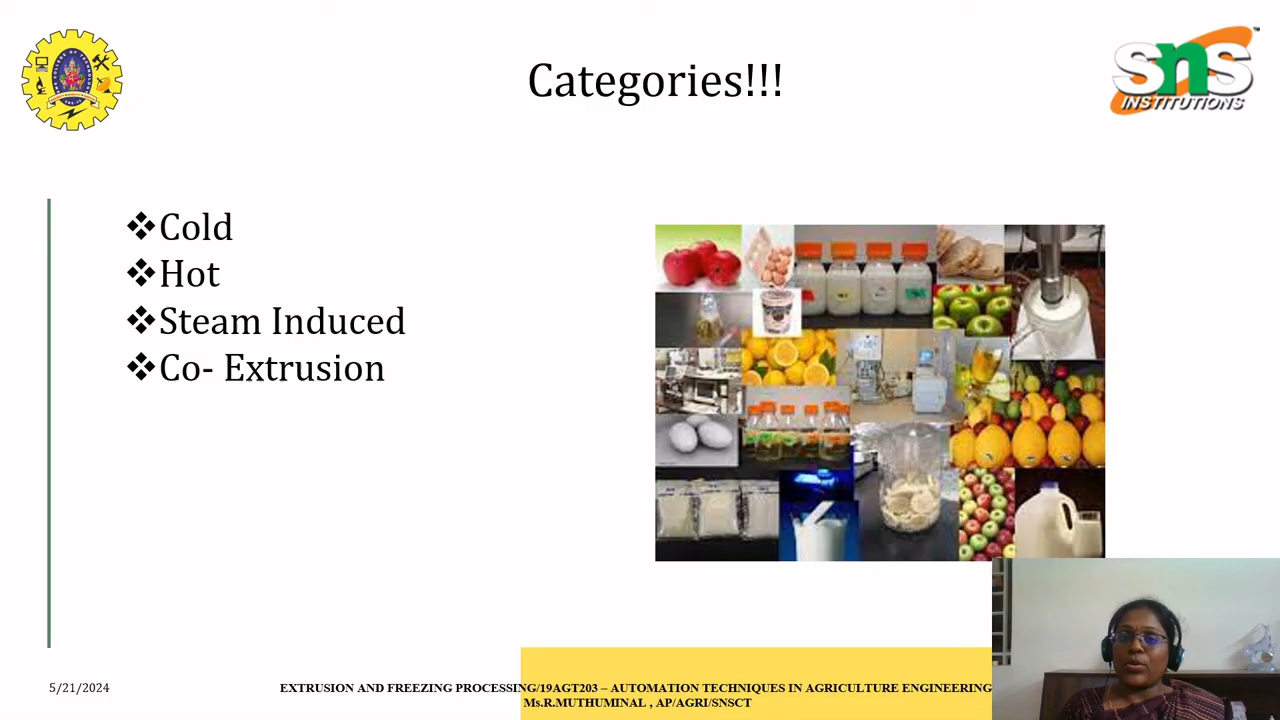 Categories!!!
SNS
INSTITUTIONS
❖Cold
❖Hot
❖Steam Induced
❖Co- Extrusion
5/21/2024
EXTRUSION AND FREEZING PROCESSING/19AGT203 – AUTOMATION TECHNIQUES IN AGRICULTURE ENGINEERING
Ms.R.MUTHUMINAL , AP/AGRI/SNSCT